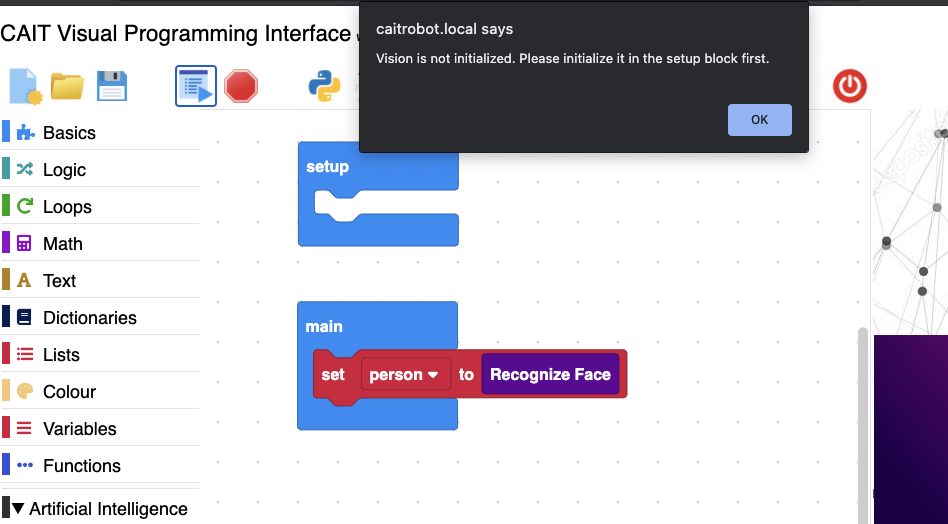 caitrobot.local says
CAIT Visual Programming Interface
Vision is not initialized. Please initialize it in the setup block first.
OK
Basics
Logic
Loops
Math
Text
Dictionaries
Lists
Colour
Variables
Functions
Artificial Intelligence
setup
main
set person to Recognize Face